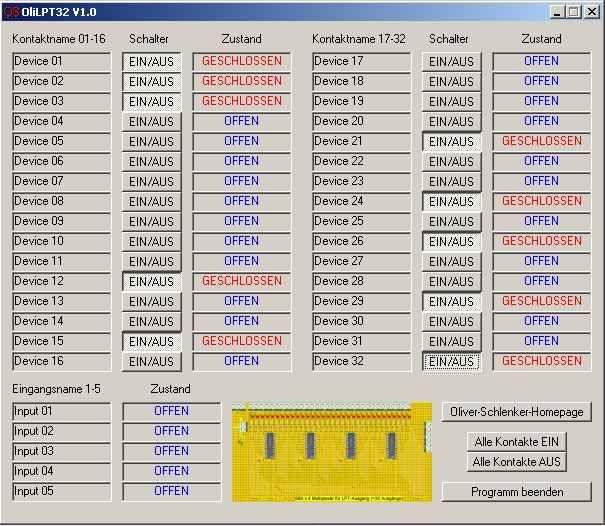 OliLPT32 V1.0
Kontaktname 01-16 Schalter Zustand Kontaktname 17-32 Schalter Zustand
Device 01 EIN/AUS GESCHLOSSEN Device 17 EIN/AUS OFFEN
Device 02 EIN/AUS GESCHLOSSEN Device 18 EIN/AUS OFFEN
Device 03 EIN/AUS GESCHLOSSEN Device 19 EIN/AUS OFFEN
Device 04 EIN/AUS OFFEN Device 20 EIN/AUS OFFEN
Device 05 EIN/AUS OFFEN Device 21 EIN/AUS GESCHLOSSEN
Device 06 EIN/AUS OFFEN Device 22 EIN/AUS OFFEN
Device 07 EIN/AUS OFFEN Device 23 EIN/AUS OFFEN
Device 08 EIN/AUS OFFEN Device 24 EIN/AUS GESCHLOSSEN
Device 09 EIN/AUS OFFEN Device 25 EIN/AUS OFFEN
Device 10 EIN/AUS OFFEN Device 26 EIN/AUS GESCHLOSSEN
Device 11 EIN/AUS OFFEN Device 27 EIN/AUS OFFEN
Device 12 EIN/AUS GESCHLOSSEN Device 28 EIN/AUS OFFEN
Device 13 EIN/AUS OFFEN Device 29 EIN/AUS GESCHLOSSEN
Device 14 EIN/AUS OFFEN Device 30 EIN/AUS OFFEN
Device 15 EIN/AUS GESCHLOSSEN Device 31 EIN/AUS OFFEN
Device 16 EIN/AUS OFFEN Device 32 EIN/AUS GESCHLOSSEN
Eingangsname 1-5 Zustand
Input 01 OFFEN
Input 02 OFFEN
Input 03 OFFEN
Input 04 OFFEN
Input 05 OFFEN
für LPT-Ausgang
Oliver-Schlenker-Homepage
Alle Kontakte EIN
Alle Kontakte AUS
Programm beenden